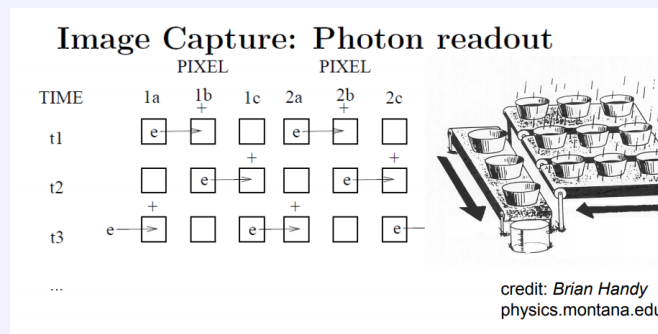 Image Capture: Photon readout
PIXEL PIXEL
TIME 1a 1b 1c 2a 2b 2c
+ +
t1 e- e-
+ +
t2 e e
+ +
t3 e- e e
...
credit: Brian Handy
physics.montana.edu